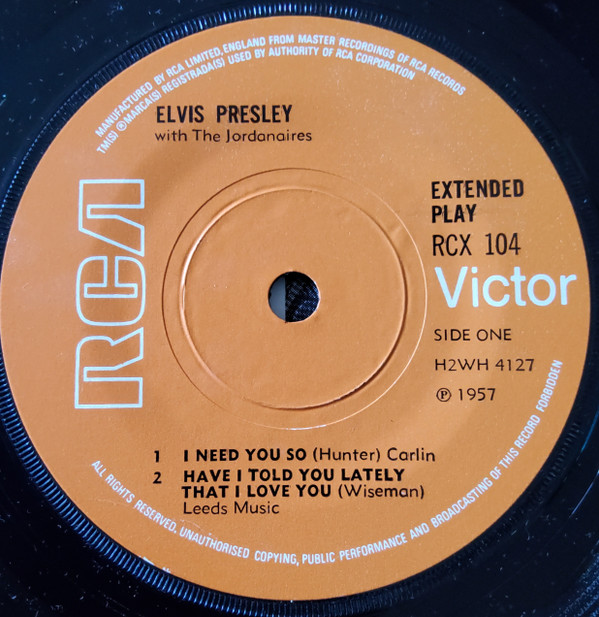 MANUFACTURED BY RCA LIMITED, ENGLAND FROM MASTER RECORDINGS OF RCA RECORDS
TM(S) ® MARCA(S) REGISTRADA(S) USED BY AUTHORITY OF RCA CORPORATION
ELVIS PRESLEY
with The Jordanaires
RCA
EXTENDED
PLAY
RCX 104
Victor
SIDE ONE
H2WH 4127
℗ 1957
1 I NEED YOU SO (Hunter) Carlin
2 HAVE I TOLD YOU LATELY
THAT I LOVE YOU (Wiseman)
Leeds Music
ALL RIGHTS RESERVED. UNAUTHORISED COPYING, PUBLIC PERFORMANCE AND BROADCASTING OF THIS RECORD FORBIDDEN